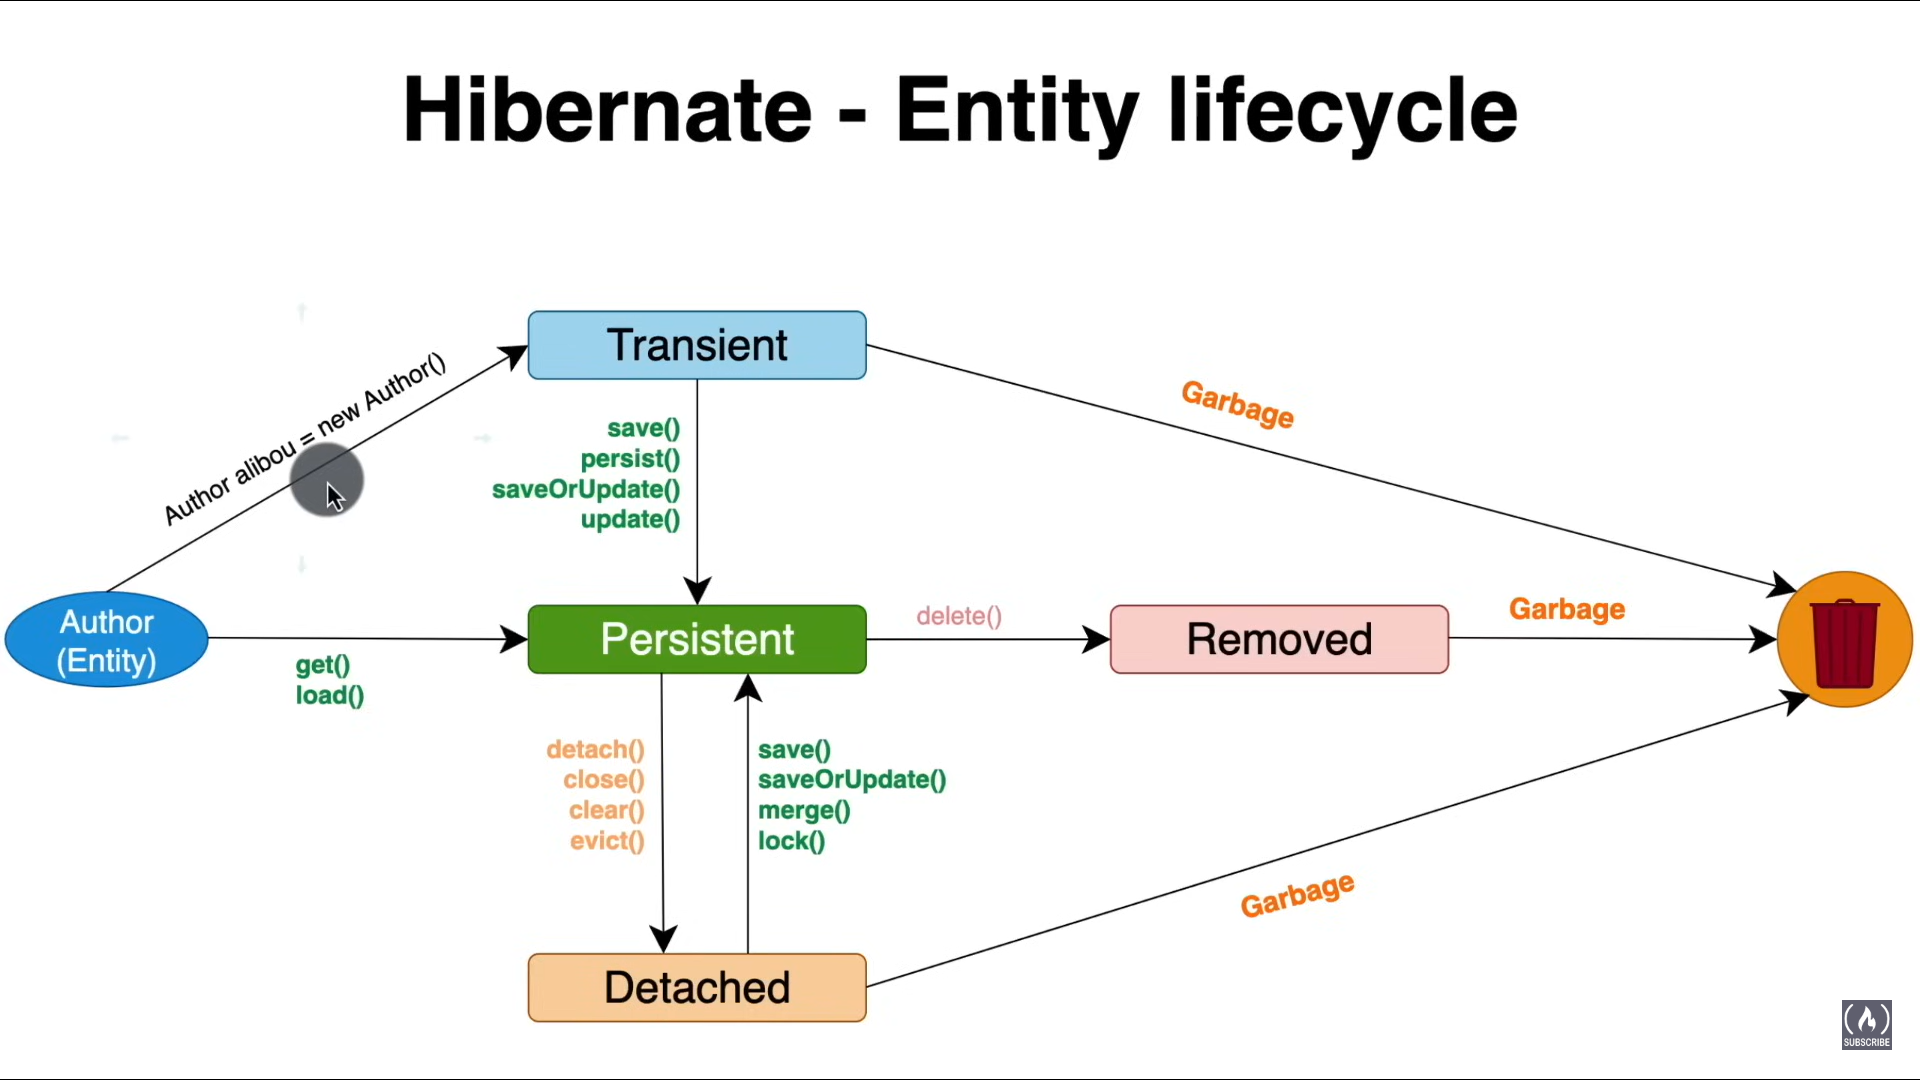 Hibernate - Entity lifecycle
Transient
Author alibou = new Author()
Garbage
save()
persist()
saveOrUpdate()
update()
Author
(Entity)
get()
load()
Persistent
delete()
Removed
Garbage
detach()
close()
clear()
evict()
save()
saveOrUpdate()
merge()
lock()
Garbage
Detached
SUBSCRIBE